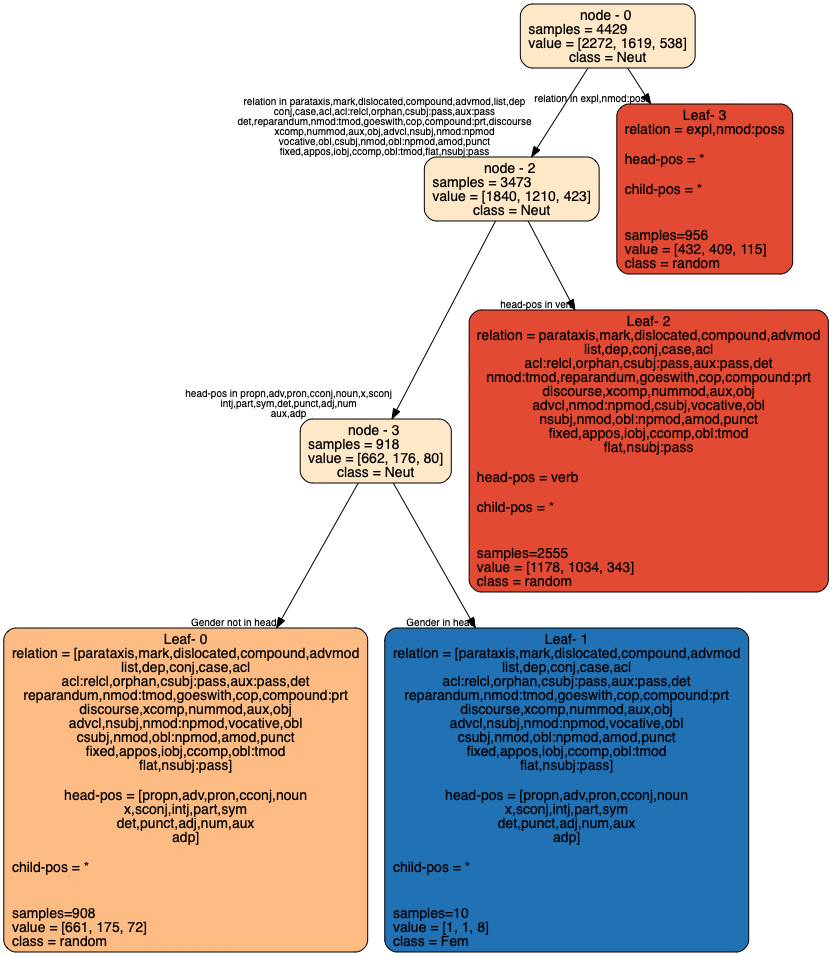 node - 0
samples = 4429
value = [2272, 1619, 538]
class = Neut
relation in parataxis,mark,dislocated,compound,advmod,list,dep
conj,case,acl,acl:relcl,orphan,csubj:pass,aux:pass
det,reparandum,nmod:tmod,goeswith,cop,compound:prt,discourse
xcomp,nummod,aux,obj,advcl,nsubj,nmod:npmod
vocative,obl,csubj,nmod,obl:npmod,amod,punct
fixed,appos,iobj,ccomp,obl:tmod,flat,nsubj:pass
relation in expl,nmod:poss
Leaf- 3
relation = expl,nmod:poss
head-pos = *
child-pos = *
samples=956
value = [432, 409, 115]
class = random
node - 2
samples = 3473
value = [1840, 1210, 423]
class = Neut
head-pos in verb
Leaf- 2
relation = parataxis,mark,dislocated,compound,advmod
list,dep,conj,case,acl
acl:relcl,orphan,csubj:pass,aux:pass,det
nmod:tmod,reparandum,goeswith,cop,compound:prt
discourse,xcomp,nummod,aux,obj
advcl,nmod:npmod,csubj,vocative,obl
nsubj,nmod,obl:npmod,amod,punct
fixed,appos,iobj,ccomp,obl:tmod
flat,nsubj:pass
head-pos = verb
child-pos = *
samples=2555
value = [1178, 1034, 343]
class = random
head-pos in propn,adv,pron,cconj,noun,x,sconj
intj,part,sym,det,punct,adj,num
aux,adp
node - 3
samples = 918
value = [662, 176, 80]
class = Neut
Gender not in head
Leaf- 0
relation = [parataxis,mark,dislocated,compound,advmod
list,dep,conj,case,acl
acl:relcl,orphan,csubj:pass,aux:pass,det
reparandum,nmod:tmod,goeswith,cop,compound:prt
discourse,xcomp,nummod,aux,obj
advcl,nsubj,nmod:npmod,vocative,obl
csubj,nmod,obl:npmod,amod,punct
fixed,appos,iobj,ccomp,obl:tmod
flat,nsubj:pass]
head-pos = [propn,adv,pron,cconj,noun
x,sconj,intj,part,sym
det,punct,adj,num,aux
adp]
child-pos = *
samples=908
value = [661, 175, 72]
class = random
Gender in head
Leaf- 1
relation = [parataxis,mark,dislocated,compound,advmod
list,dep,conj,case,acl
acl:relcl,orphan,csubj:pass,aux:pass,det
reparandum,nmod:tmod,goeswith,cop,compound:prt
discourse,xcomp,nummod,aux,obj
advcl,nsubj,nmod:npmod,vocative,obl
csubj,nmod,obl:npmod,amod,punct
fixed,appos,iobj,ccomp,obl:tmod
flat,nsubj:pass]
head-pos = [propn,adv,pron,cconj,noun
x,sconj,intj,part,sym
det,punct,adj,num,aux
adp]
child-pos = *
samples=10
value = [1, 1, 8]
class = Fem